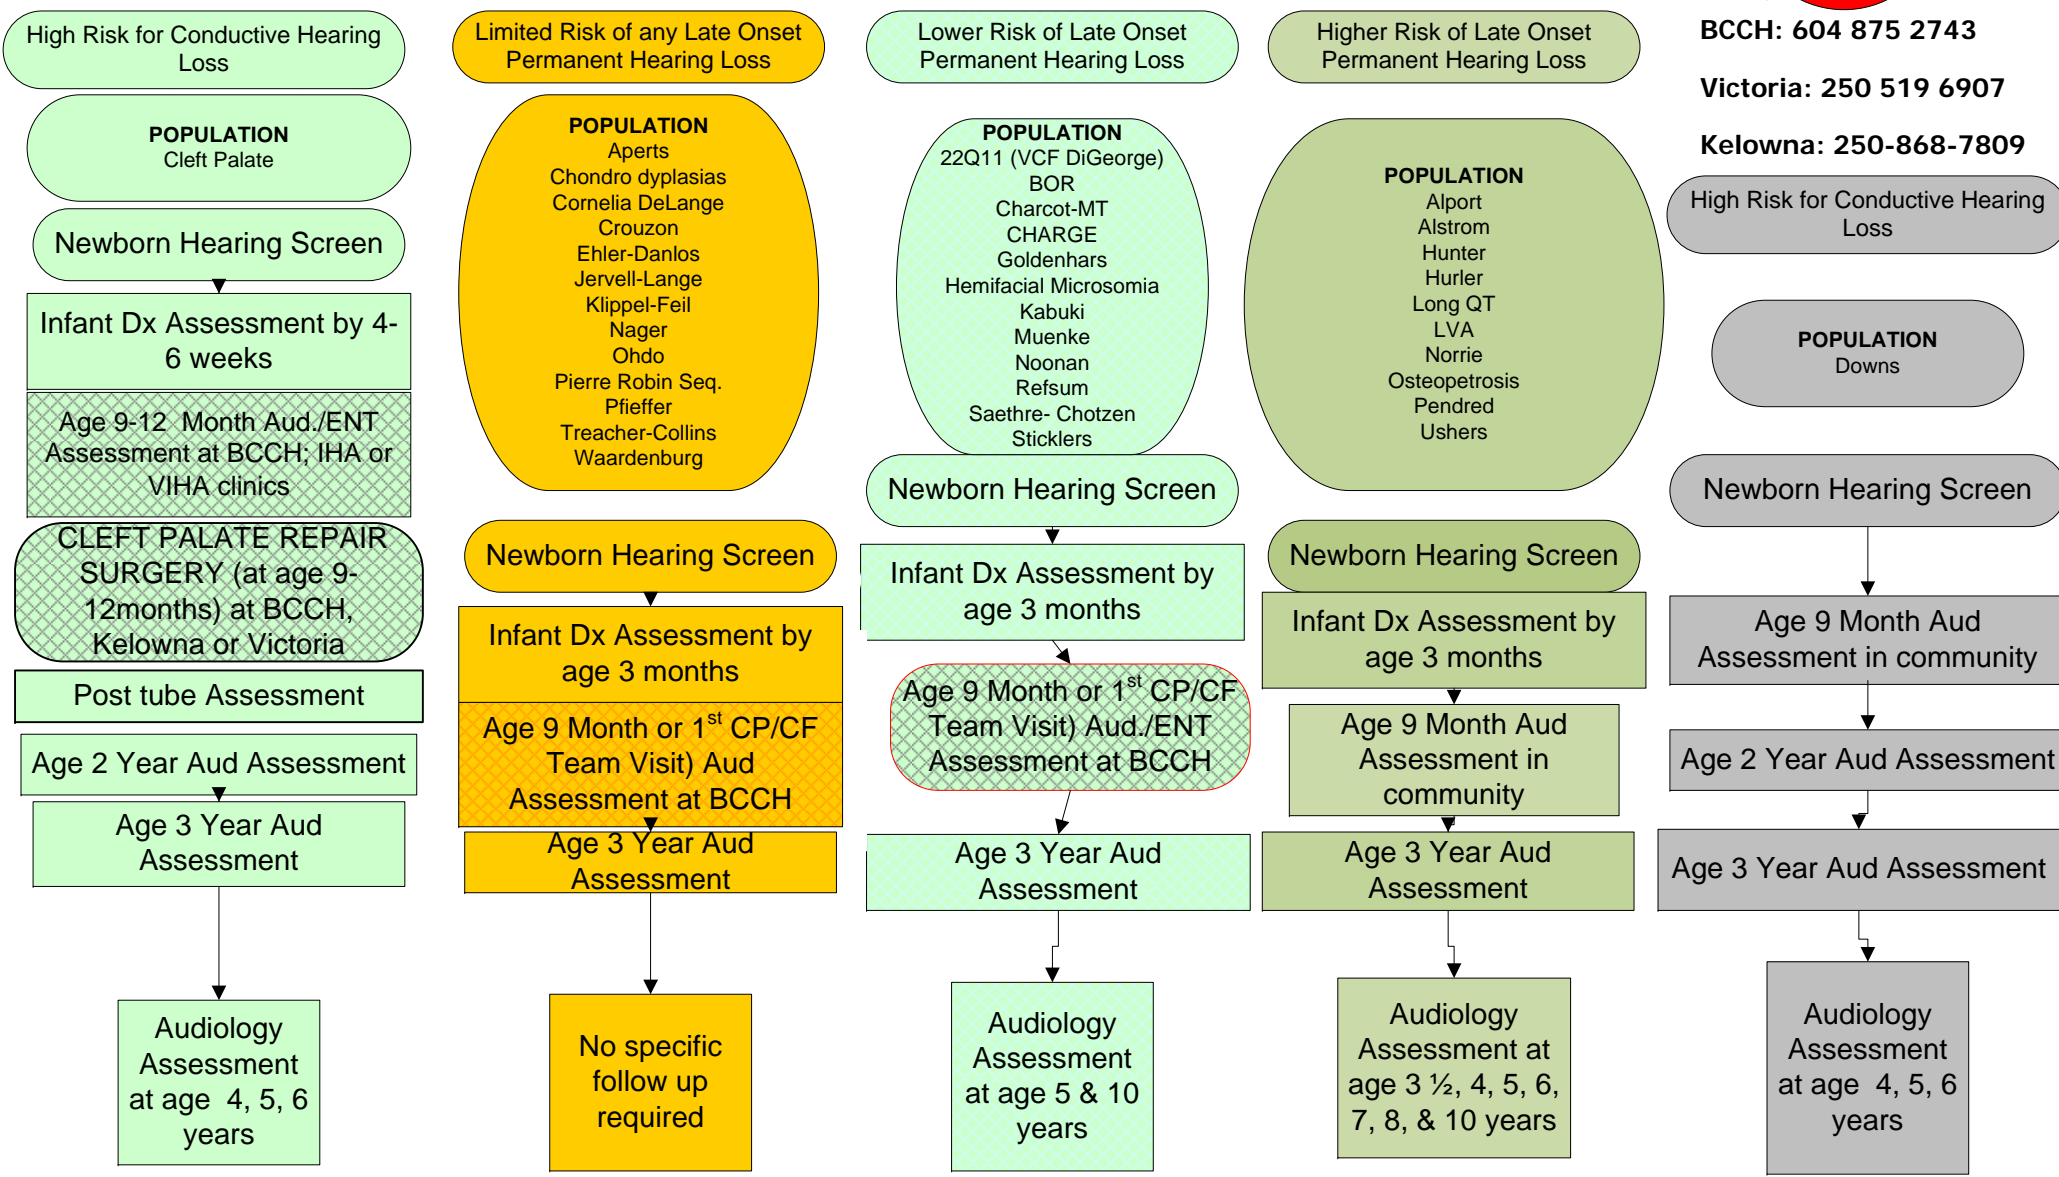 High Risk for Conductive Hearing
Loss
POPULATION
Cleft Palate
Newborn Hearing Screen
Infant Dx Assessment by 4-
6 weeks
Age 9-12  Month Aud./ENT
Assessment at BCCH; IHA or
VIHA clinics
CLEFT PALATE REPAIR
SURGERY (at age 9-
12months) at BCCH,
Kelowna or Victoria
Post tube Assessment
Age 2 Year Aud Assessment
Age 3 Year Aud
Assessment
Audiology
Assessment
at age  4, 5, 6
years
Limited Risk of any Late Onset
Permanent Hearing Loss
POPULATION
Aperts
Chondro dyplasias
Cornelia DeLange
Crouzon
Ehler-Danlos
Jervell-Lange
Klippel-Feil
Nager
Ohdo
Pierre Robin Seq.
Pfieffer
Treacher-Collins
Waardenburg
Newborn Hearing Screen
Infant Dx Assessment by
age 3 months
Age 9 Month or 1st CP/CF
Team Visit) Aud
Assessment at BCCH
Age 3 Year Aud
Assessment
No specific
follow up
required
Lower Risk of Late Onset
Permanent Hearing Loss
POPULATION
22Q11 (VCF DiGeorge)
BOR
Charcot-MT
CHARGE
Goldenhars
Hemifacial Microsomia
Kabuki
Muenke
Noonan
Refsum
Saethre- Chotzen
Sticklers
Newborn Hearing Screen
Infant Dx Assessment by
age 3 months
Age 9 Month or 1st CP/CF
Team Visit) Aud./ENT
Assessment at BCCH
Age 3 Year Aud
Assessment
Audiology
Assessment
at age 5 & 10
years
Higher Risk of Late Onset
Permanent Hearing Loss
POPULATION
Alport
Alstrom
Hunter
Hurler
Long QT
LVA
Norrie
Osteopetrosis
Pendred
Ushers
Newborn Hearing Screen
Infant Dx Assessment by
age 3 months
Age 9 Month Aud
Assessment in
community
Age 3 Year Aud
Assessment
Audiology
Assessment at
age 3 ½, 4, 5, 6,
7, 8, & 10 years
BCCH: 604 875 2743
Victoria: 250 519 6907
Kelowna: 250-868-7809
High Risk for Conductive Hearing
Loss
POPULATION
Downs
Newborn Hearing Screen
Age 9 Month Aud
Assessment in community
Age 2 Year Aud Assessment
Age 3 Year Aud Assessment
Audiology
Assessment
at age  4, 5, 6
years